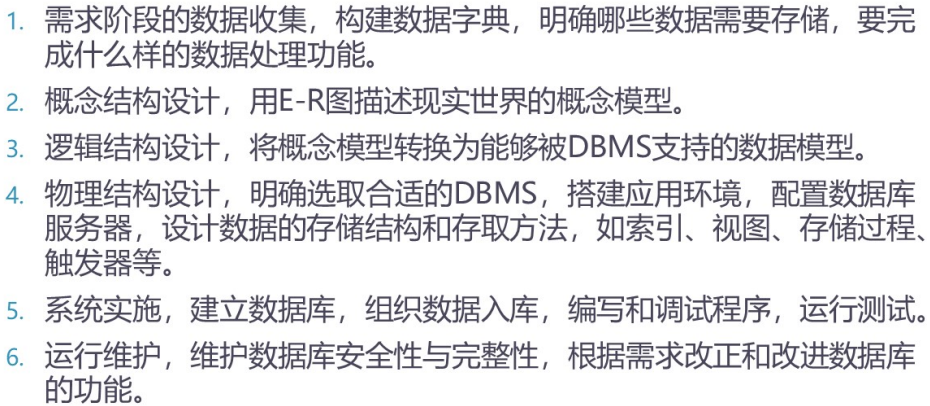 1. 需求阶段的数据收集，构建数据字典，明确哪些数据需要存储，要完
成什么样的数据处理功能。
2. 概念结构设计，用E-R图描述现实世界的概念模型。
3. 逻辑结构设计，将概念模型转换为能够被DBMS支持的数据模型。
4. 物理结构设计，明确选取合适的DBMS，搭建应用环境，配置数据库
服务器，设计数据的存储结构和存取方法，如索引、视图、存储过程、
触发器等。
5. 系统实施，建立数据库，组织数据入库，编写和调试程序，运行测试。
6. 运行维护，维护数据库安全性与完整性，根据需求改正和改进数据库
的功能。